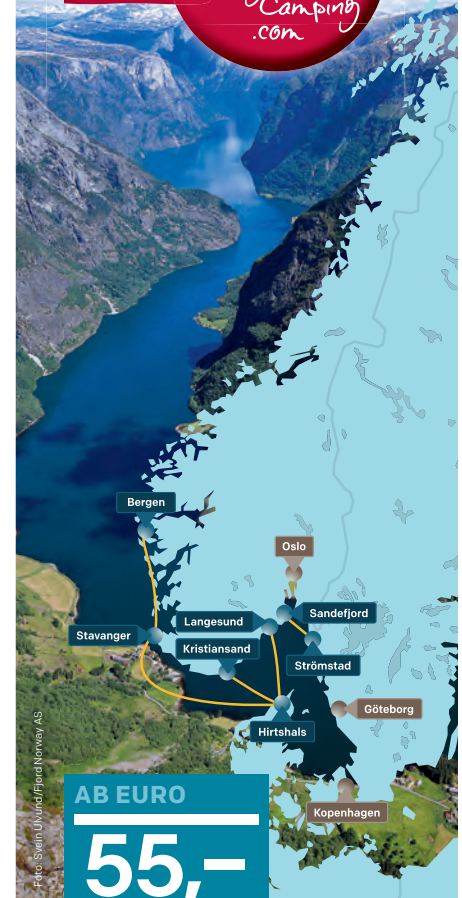 Camping
.com
Bergen
Oslo
Sandefjord
Langesund
Stavanger
Kristiansand
Strömstad
Göteborg
Hirtshals
Kopenhagen
AB EURO
55,–
Foto: Svein Ulvund/Fjord Norway AS